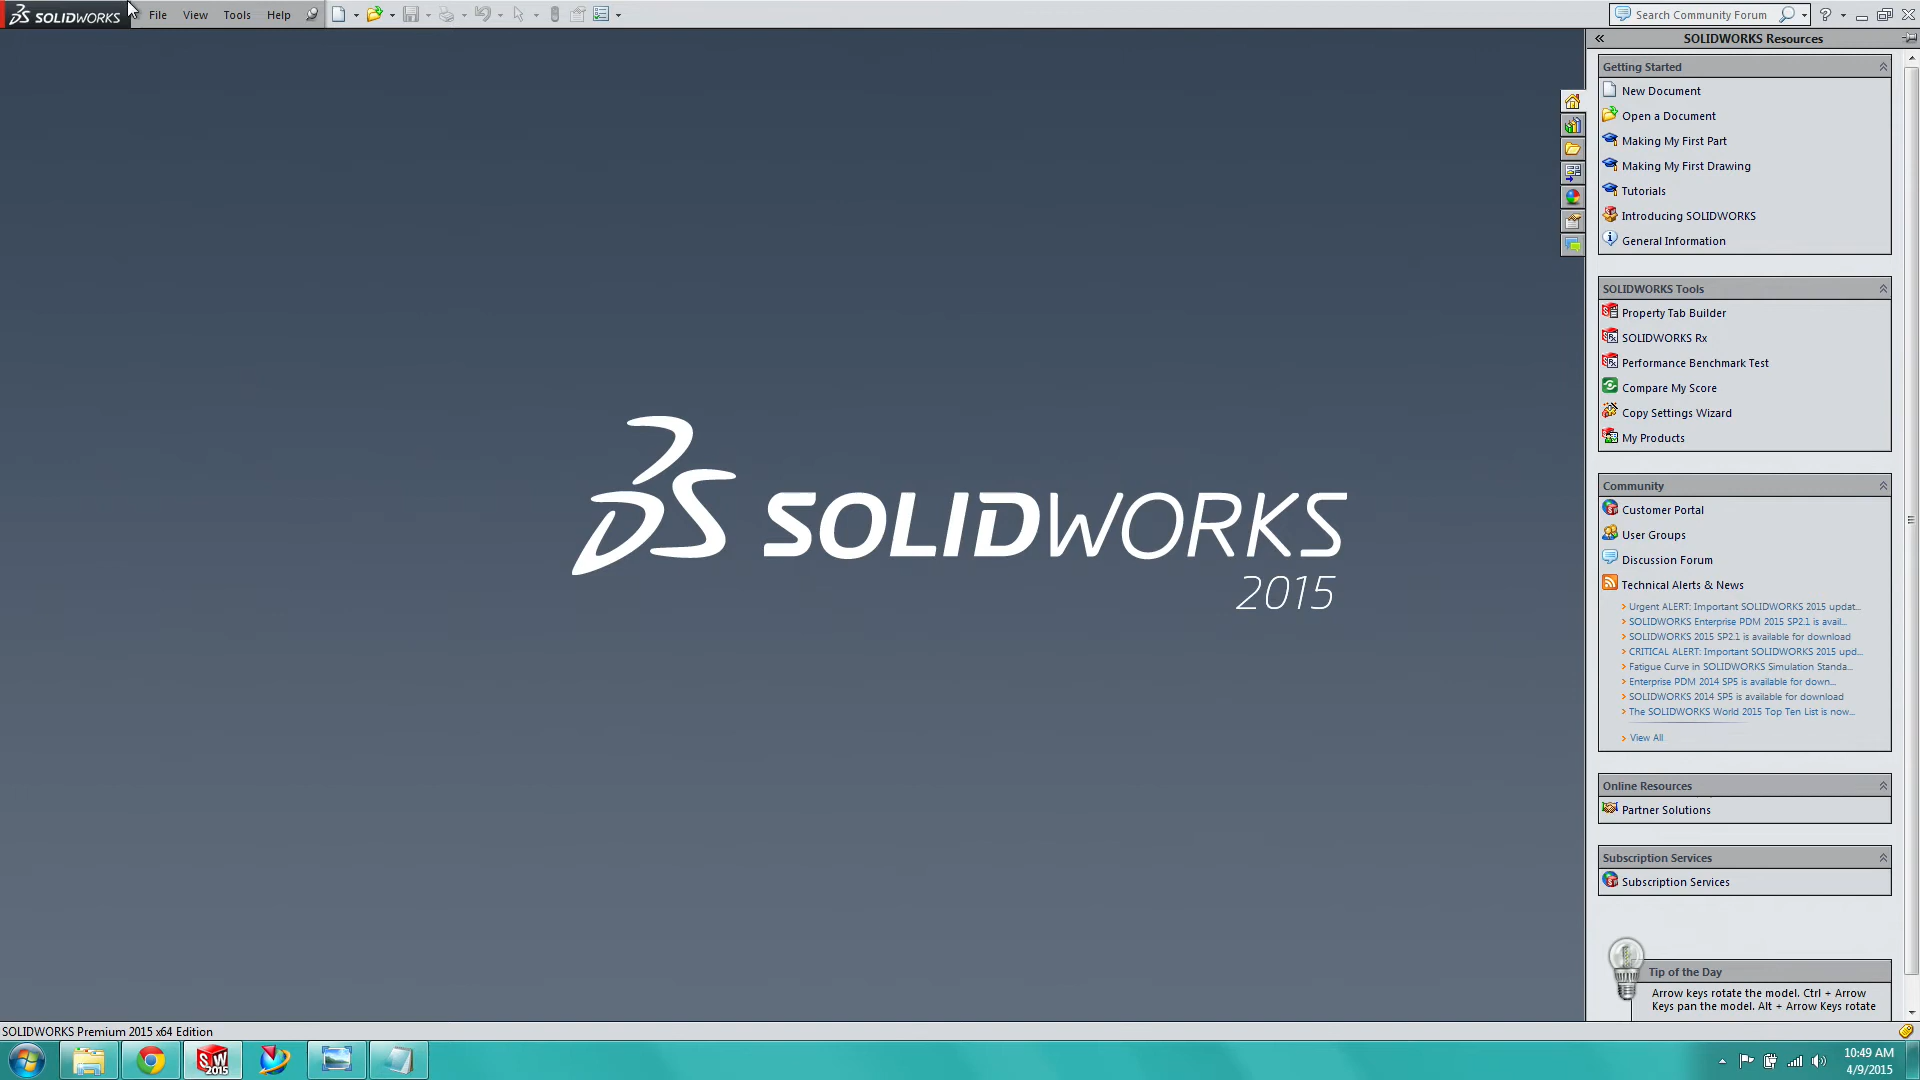 SOLIDWORKS File View Tools Help Search Community Forum ?
SOLIDWORKS Resources
Getting Started
New Document
Open a Document
Making My First Part
Making My First Drawing
Tutorials
Introducing SOLIDWORKS
General Information
SOLIDWORKS Tools
Property Tab Builder
SOLIDWORKS Rx
Performance Benchmark Test
Compare My Score
Copy Settings Wizard
My Products
Community
Customer Portal
User Groups
Discussion Forum
Technical Alerts & News
Urgent ALERT: Important SOLIDWORKS 2015 updat...
SOLIDWORKS Enterprise PDM 2015 SP2.1 is avail...
SOLIDWORKS 2015 SP2.1 is available for download
CRITICAL ALERT: Important SOLIDWORKS 2015 upd...
Fatigue Curve in SOLIDWORKS Simulation Standa...
Enterprise PDM 2014 SP5 is available for down...
SOLIDWORKS 2014 SP5 is available for download
The SOLIDWORKS World 2015 Top Ten List is now...
View All
Online Resources
Partner Solutions
Subscription Services
Subscription Services
Tip of the Day
Arrow keys rotate the model. Ctrl + Arrow
Keys pan the model. Alt + Arrow Keys rotate
SOLIDWORKS
2015
SOLIDWORKS Premium 2015 x64 Edition
SW
2015
10:49 AM
4/9/2015